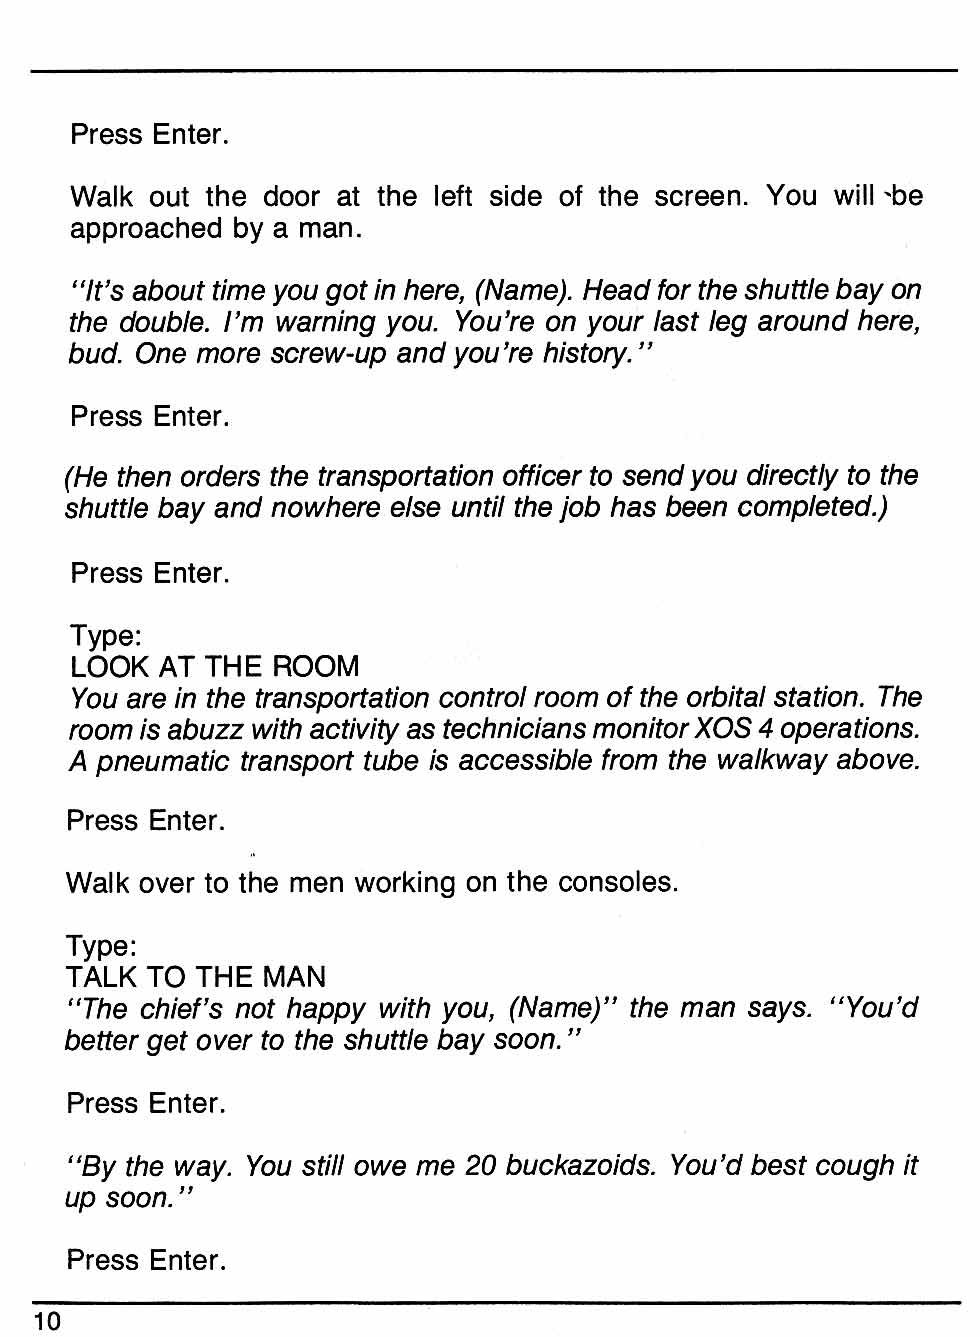 Press Enter.
Walk out the door at the left side of the screen. You will be
approached by a man.
"It's about time you got in here, (Name). Head for the shuttle bay on
the double. I'm warning you. You're on your last leg around here,
bud. One more screw-up and you're history."
Press Enter.
(He then orders the transportation officer to send you directly to the
shuttle bay and nowhere else until the job has been completed.)
Press Enter.
Type:
LOOK AT THE ROOM
You are in the transportation control room of the orbital station. The
room is abuzz with activity as technicians monitor XOS 4 operations.
A pneumatic transport tube is accessible from the walkway above.
Press Enter.
Walk over to the men working on the consoles.
Type:
TALK TO THE MAN
"The chief's not happy with you, (Name)" the man says. "You'd
better get over to the shuttle bay soon."
Press Enter.
"By the way. You still owe me 20 buckazoids. You'd best cough it
up soon."
Press Enter.
10